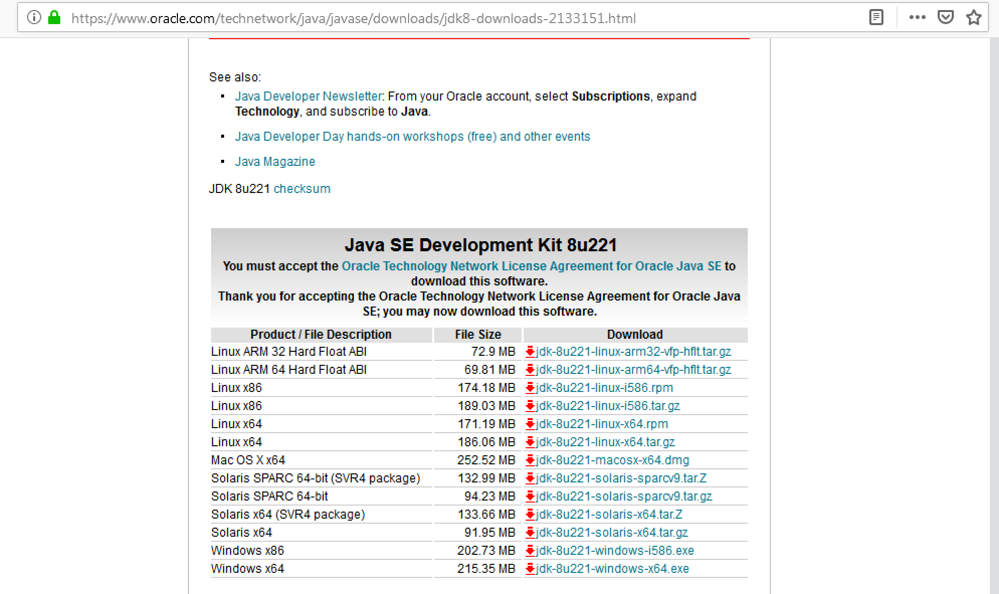 https://www.oracle.com/technetwork/java/javase/downloads/jdk8-downloads-2133151.html
See also:
Java Developer Newsletter: From your Oracle account, select Subscriptions, expand
Technology, and subscribe to Java.
Java Developer Day hands-on workshops (free) and other events
Java Magazine
JDK 8u221 checksum
Java SE Development Kit 8u221
You must accept the Oracle Technology Network License Agreement for Oracle Java SE to
download this software.
Thank you for accepting the Oracle Technology Network License Agreement for Oracle Java
SE; you may now download this software.
Product / File Description File Size Download
Linux ARM 32 Hard Float ABI 72.9 MB jdk-8u221-linux-arm32-vfp-hflt.tar.gz
Linux ARM 64 Hard Float ABI 69.81 MB jdk-8u221-linux-arm64-vfp-hflt.tar.gz
Linux x86 174.18 MB jdk-8u221-linux-i586.rpm
Linux x86 189.03 MB jdk-8u221-linux-i586.tar.gz
Linux x64 171.19 MB jdk-8u221-linux-x64.rpm
Linux x64 186.06 MB jdk-8u221-linux-x64.tar.gz
Mac OS X x64 252.52 MB jdk-8u221-macosx-x64.dmg
Solaris SPARC 64-bit (SVR4 package) 132.99 MB jdk-8u221-solaris-sparcv9.tar.Z
Solaris SPARC 64-bit 94.23 MB jdk-8u221-solaris-sparcv9.tar.gz
Solaris x64 (SVR4 package) 133.66 MB jdk-8u221-solaris-x64.tar.Z
Solaris x64 91.95 MB jdk-8u221-solaris-x64.tar.gz
Windows x86 202.73 MB jdk-8u221-windows-i586.exe
Windows x64 215.35 MB jdk-8u221-windows-x64.exe